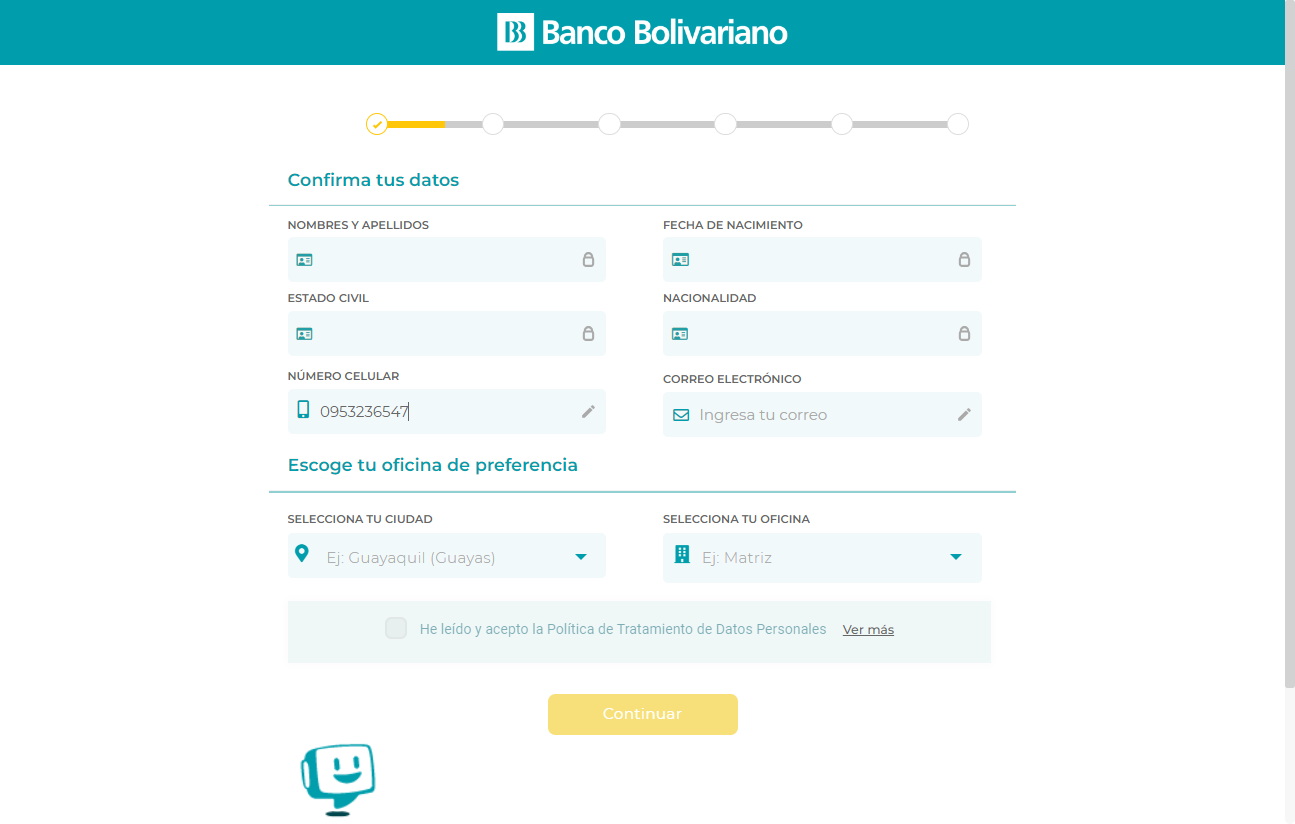 Banco Bolivariano
Confirma tus datos
NOMBRES Y APELLIDOS
FECHA DE NACIMIENTO
ESTADO CIVIL
NACIONALIDAD
NÚMERO CELULAR
0953236547
CORREO ELECTRÓNICO
Ingresa tu correo
Escoge tu oficina de preferencia
SELECCIONA TU CIUDAD
Ej: Guayaquil (Guayas)
SELECCIONA TU OFICINA
Ej: Matriz
He leído y acepto la Política de Tratamiento de Datos Personales Ver más
Continuar